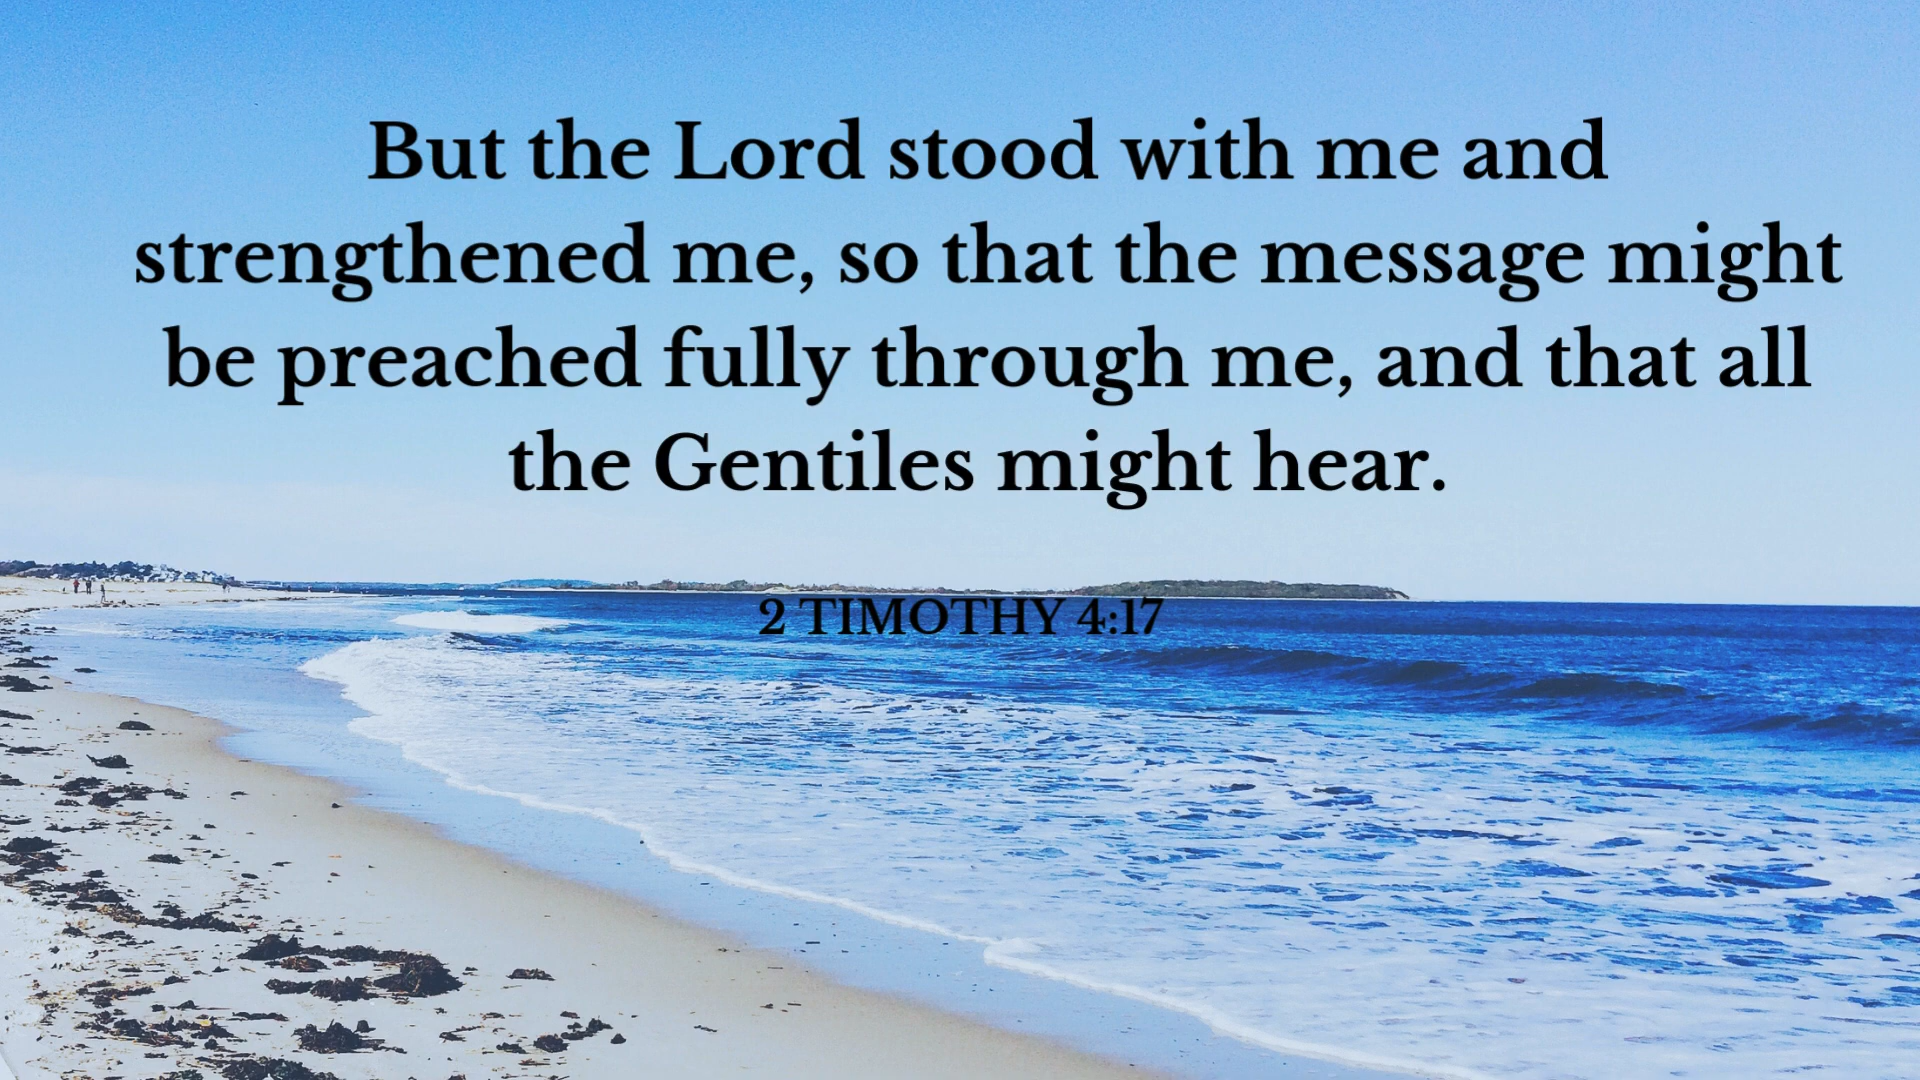 But the Lord stood with me and
strengthened me, so that the message might
be preached fully through me, and that all
the Gentiles might hear.
2 TIMOTHY 4:17